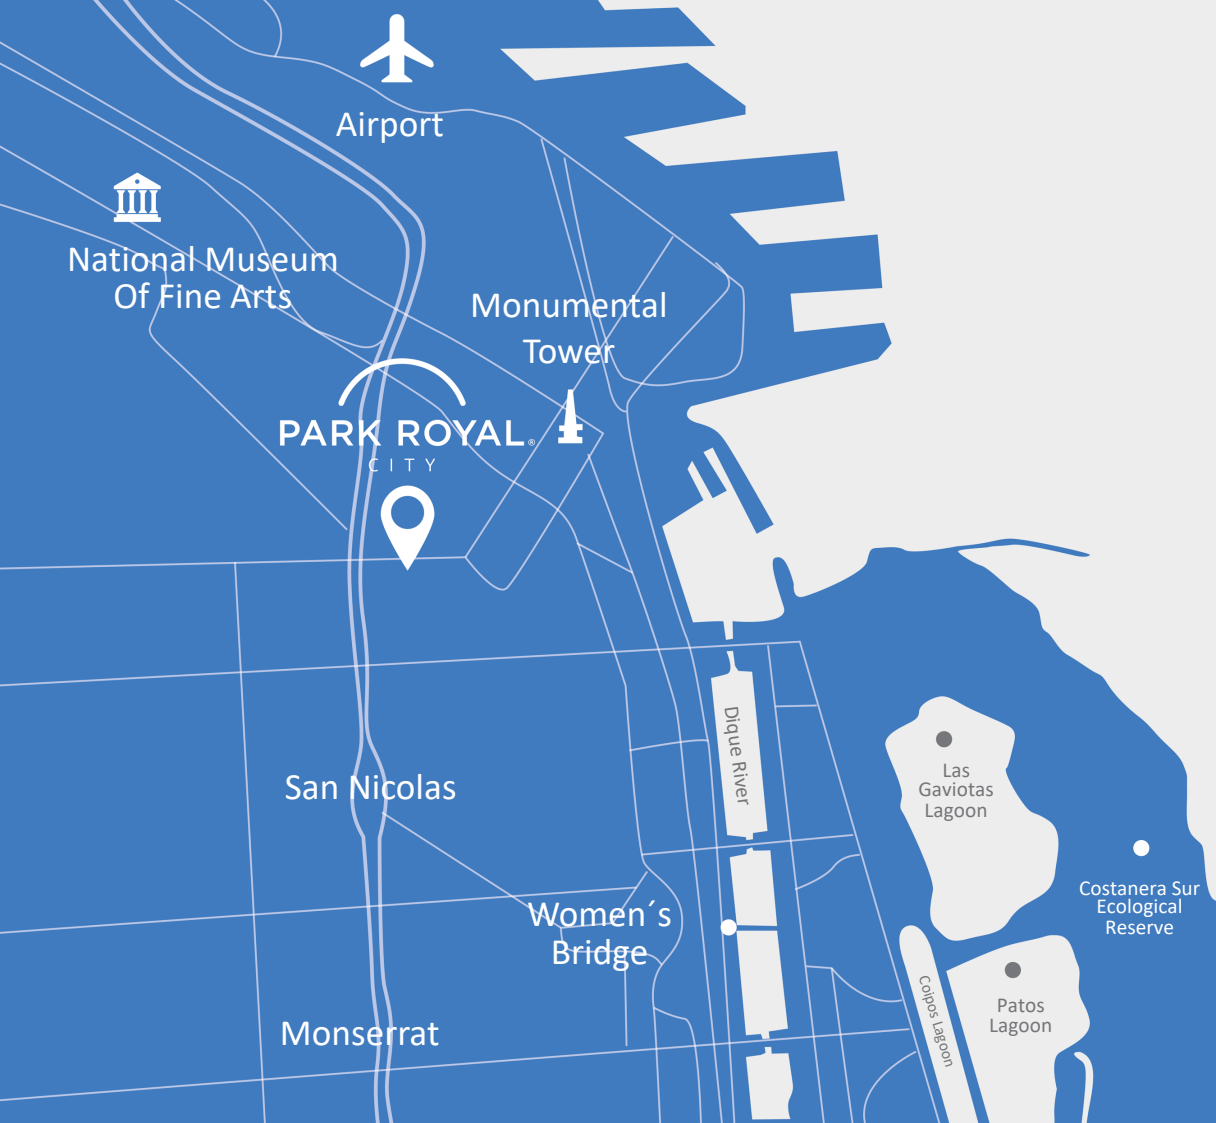 Airport
National Museum
Of Fine Arts
Monumental
Tower
PARK ROYAL®
CITY
Dique River
San Nicolas
Las
Gaviotas
Lagoon
Costanera Sur
Ecological
Reserve
Women´s
Bridge
Coipos Lagoon
Patos
Lagoon
Monserrat